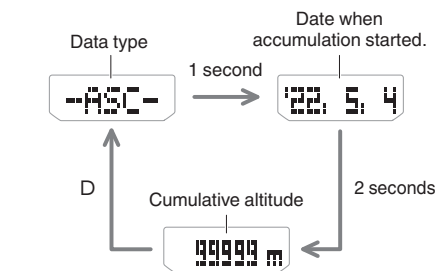 Data type
Date when
accumulation started.
-ASC-
1 second
'22. 5. 4
D
2 seconds
Cumulative altitude
99999 m